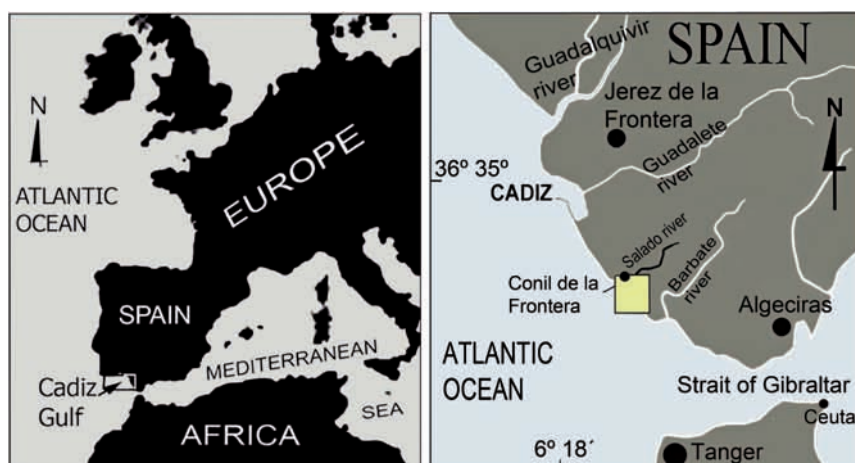 N
ATLANTIC
OCEAN
EUROPE
SPAIN
Cadiz
Gulf
MEDITERRANEAN
SEA
AFRICA
SPAIN
Guadalquivir
river
Jerez de la
Frontera
N
Guadalete
river
36º 35º
CADIZ
Salado river
Barbate
river
Conil de la
Frontera
Algeciras
ATLANTIC
OCEAN
Strait of Gibraltar
Ceuta
6º 18´
Tanger